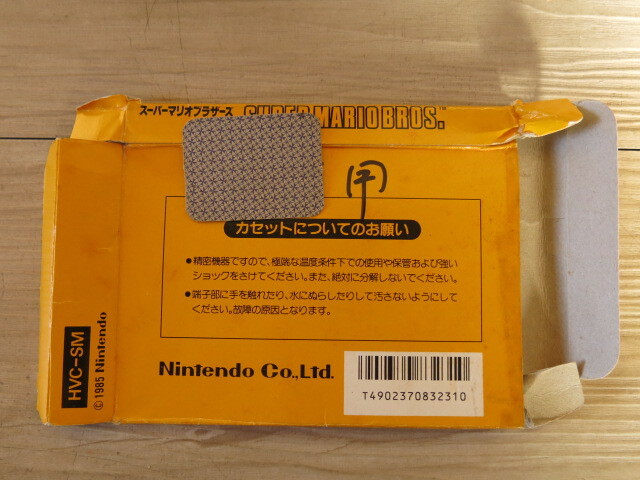 スーパーマリオブラザーズ SUPER MARIO BROS.™
用
カセットについてのお願い
●精密機器ですので、極端な温度条件下での使用や保管および強い
ショックをさけてください。また、絶対に分解しないでください。
●端子部に手を触れたり、水にぬらしたりして汚さないようにして
ください。故障の原因となります。
HVC-SM
© 1985 Nintendo
Nintendo Co.,Ltd.
T4902370832310